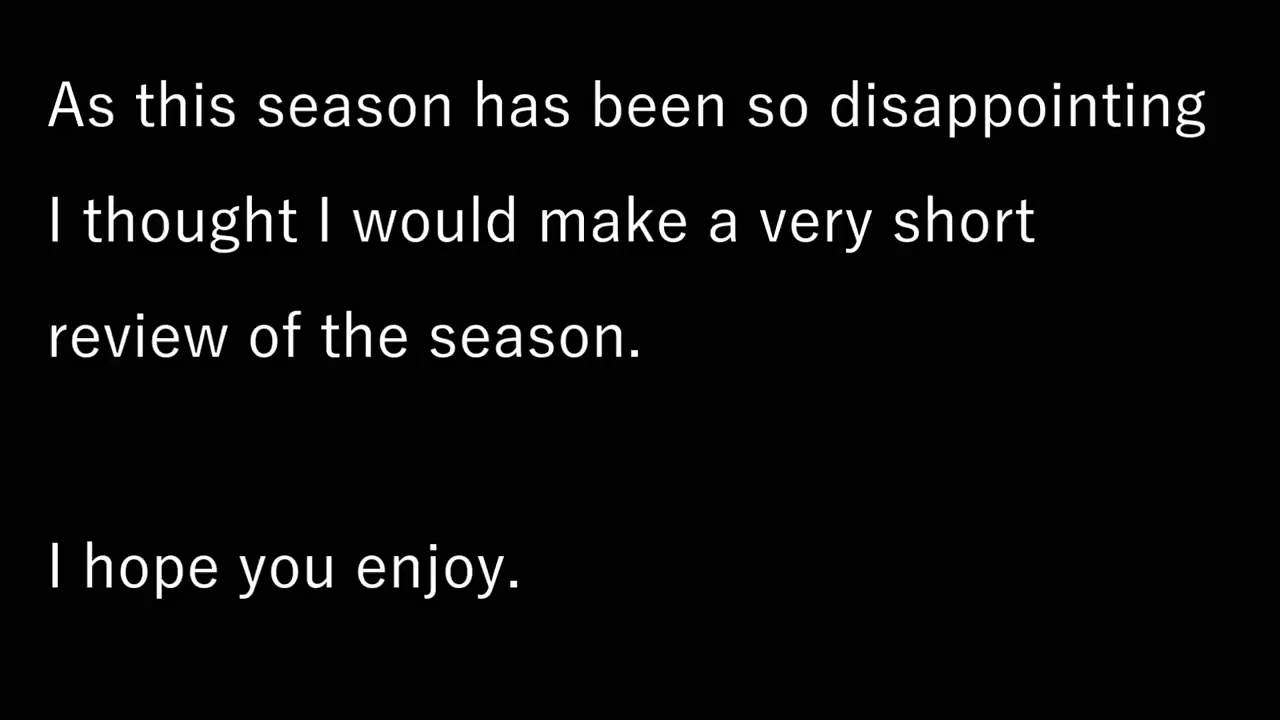 As this season has been so disappointing
I thought I would make a very short
review of the season.
I hope you enjoy.